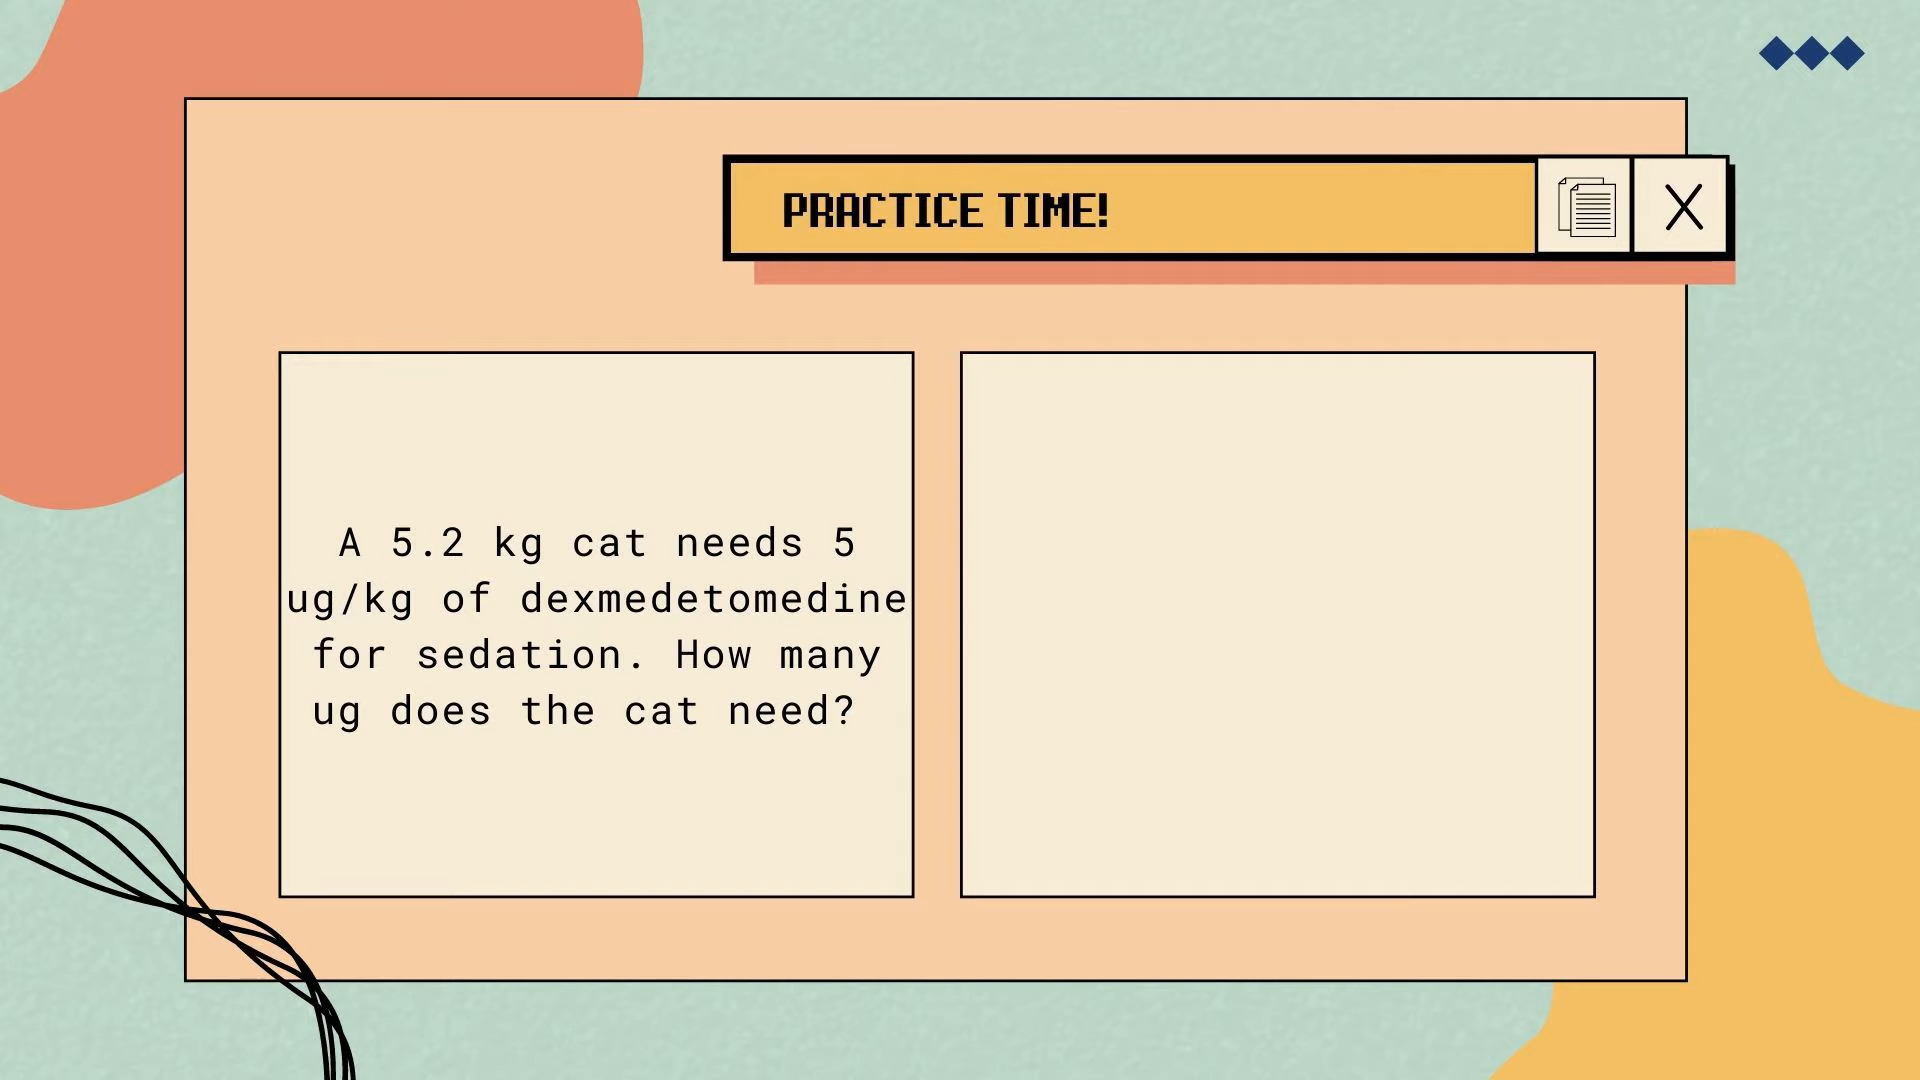 PRACTICE TIME!
A 5.2 kg cat needs 5
ug/kg of dexmedetomedine
for sedation. How many
ug does the cat need?